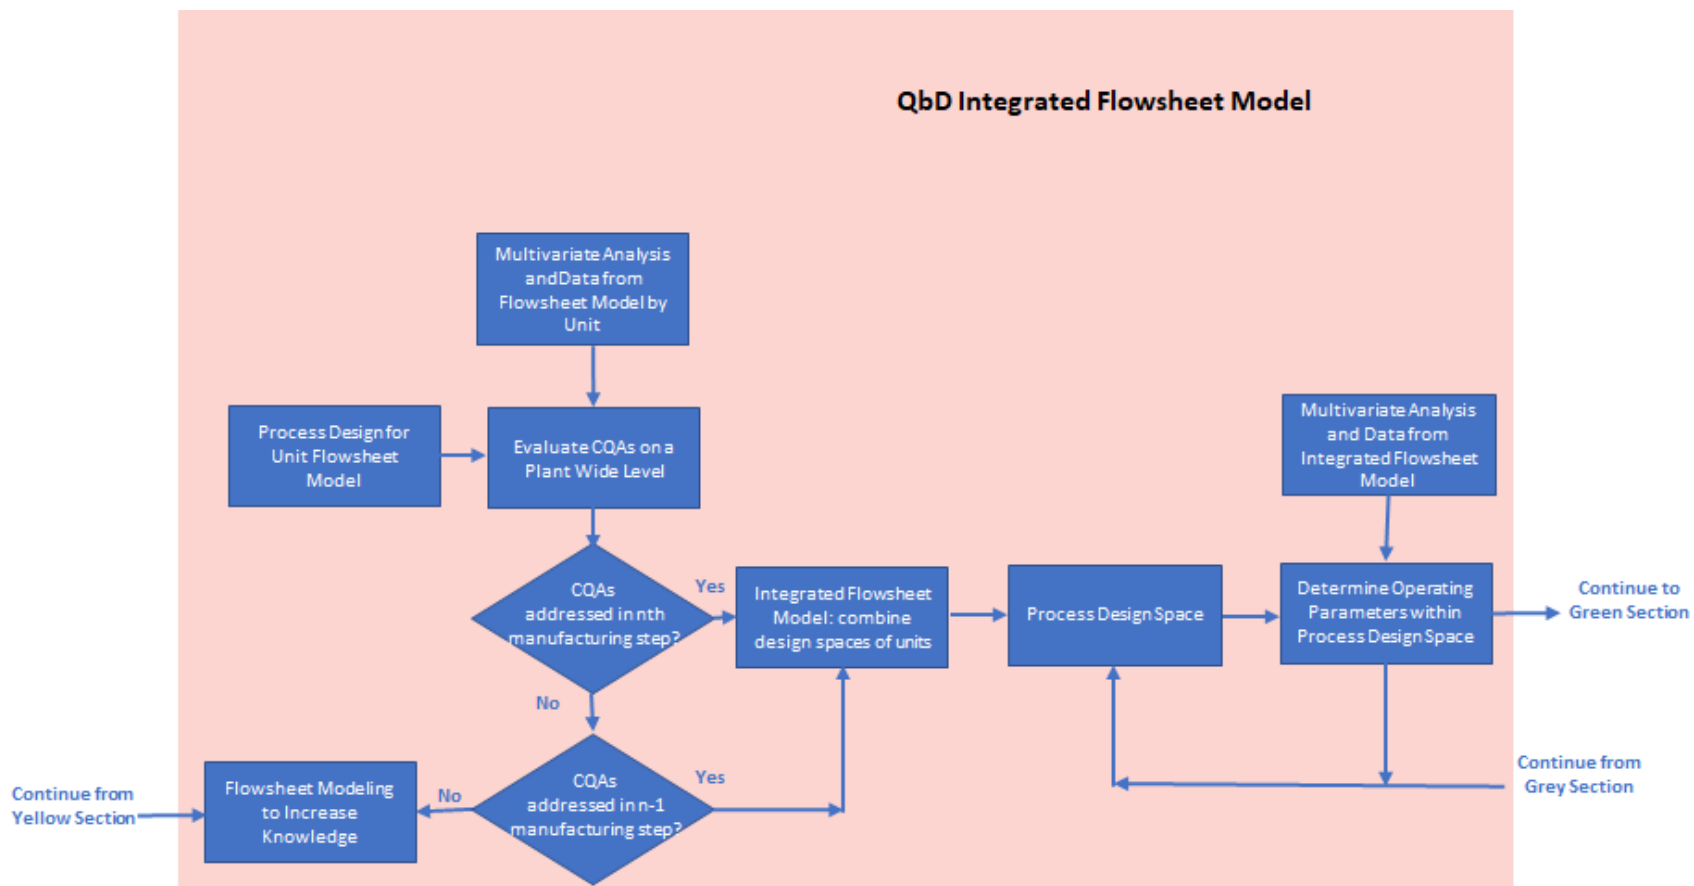 QbD Integrated Flowsheet Model
Multivariate Analysis
and Data from
Flowsheet Model by
Unit
Process Design for
Unit Flowsheet
Model
Evaluate CQAs on a
Plant Wide Level
Multivariate Analysis
and Data from
Integrated Flowsheet
Model
CQAs
addressed in nth
manufacturing step?
Yes
No
Integrated Flowsheet
Model: combine
design spaces of units
Process Design Space
Determine Operating
Parameters within
Process Design Space
Continue to
Green Section
Continue from
Yellow Section
Flowsheet Modeling
to Increase
Knowledge
No
CQAs
addressed in n-1
manufacturing step?
Yes
Continue from
Grey Section